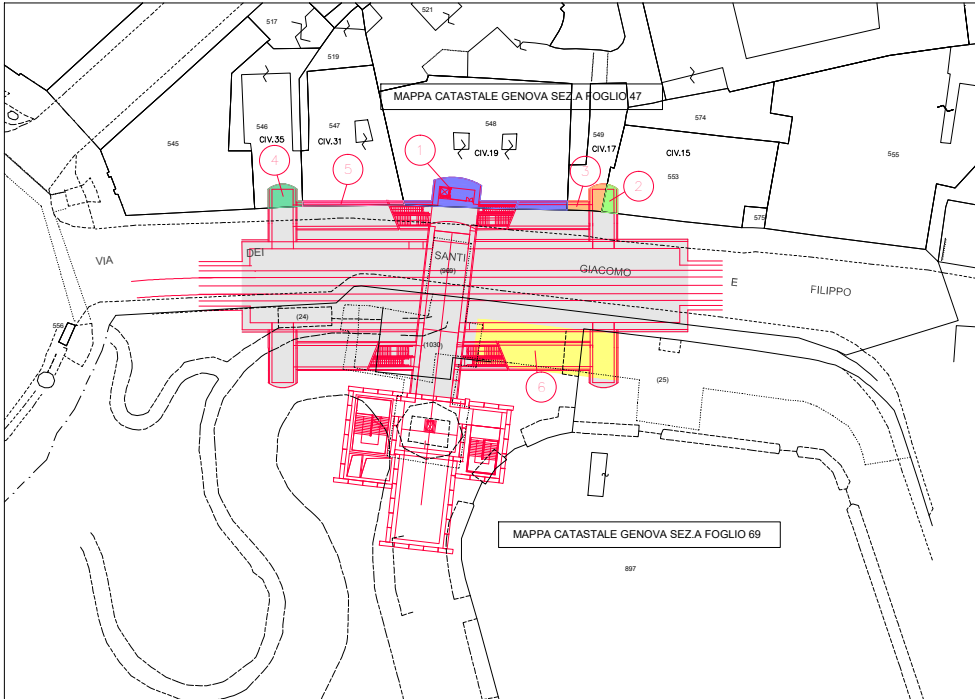 521
517
519
MAPPA CATASTALE GENOVA SEZ.A FOGLIO 47
574
546
547
548
549
545
CIV.35
CIV.31
CIV.19
CIV.17
CIV.15
555
553
1
4
5
3
2
575
VIA
DEI
SANTI
(969)
GIACOMO
E
FILIPPO
556
(24)
(1030)
6
(25)
MAPPA CATASTALE GENOVA SEZ.A FOGLIO 69
897